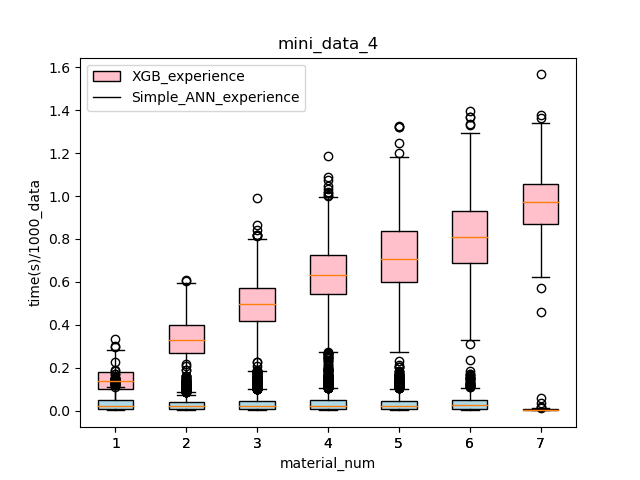 mini_data_4
XGB_experience
Simple_ANN_experience
time(s)/1000_data
1.6
1.4
1.2
1.0
0.8
0.6
0.4
0.2
0.0
1 2 3 4 5 6 7
material_num